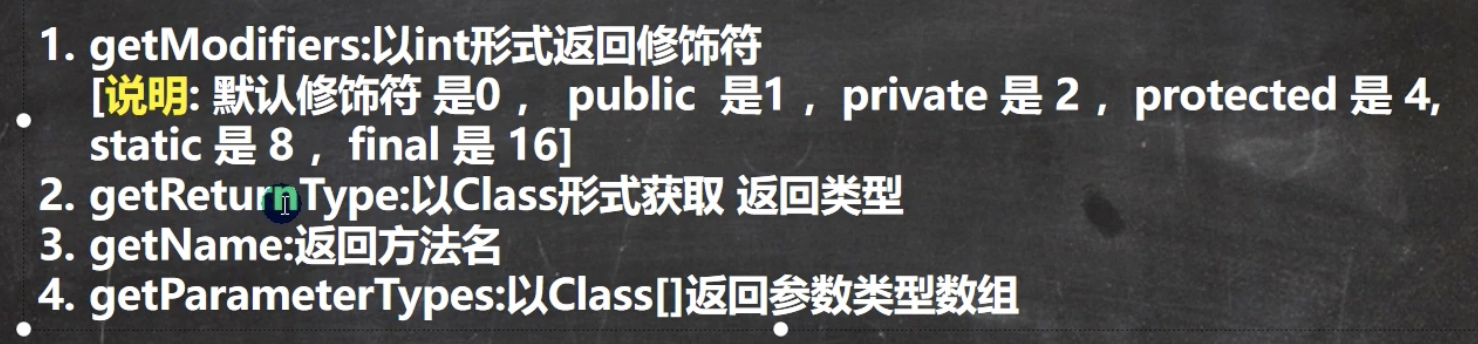 1. getModifiers:以int形式返回修饰符
[说明: 默认修饰符 是0 ， public 是1 ，private 是 2 ，protected 是 4,
static 是 8 ，final 是 16]
2. getReturnType:以Class形式获取 返回类型
3. getName:返回方法名
4. getParameterTypes:以Class[]返回参数类型数组